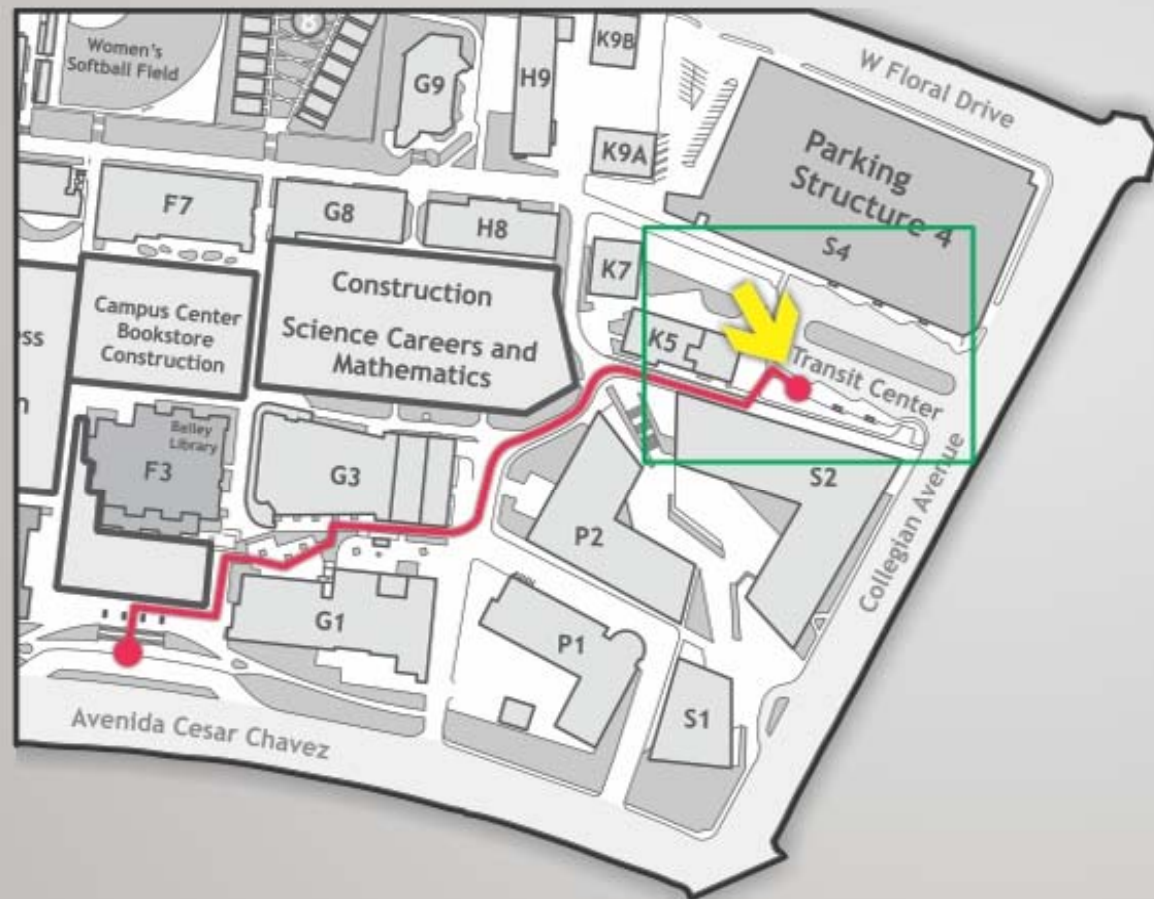 8
Women's
Softball Field
G9
H9
K9B
W Floral Drive
K9A
Parking
Structure 4
S4
F7
G8
H8
K7
Construction
Science Careers and
Mathematics
Campus Center
Bookstore
Construction
ess
n
K5
Transit Center
Bailey
Library
F3
G3
S2
P2
Collegian Avenue
G1
P1
S1
Avenida Cesar Chavez